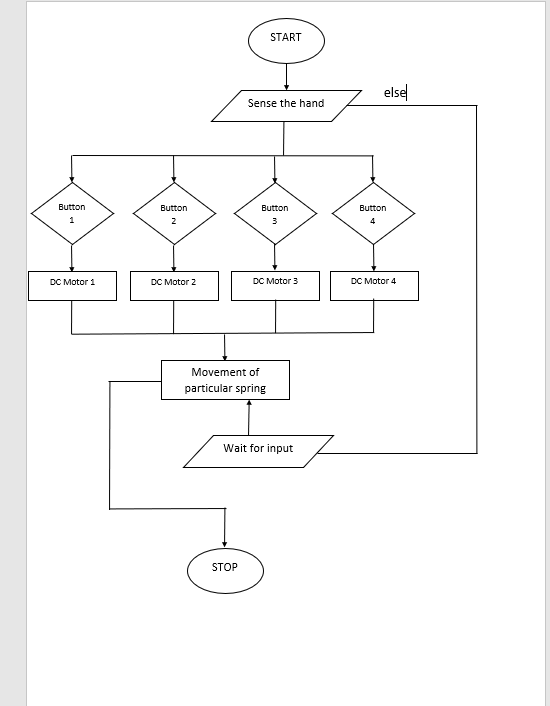 START
Sense the hand
else
Button
1
Button
2
Button
3
Button
4
DC Motor 1
DC Motor 2
DC Motor 3
DC Motor 4
Movement of
particular spring
Wait for input
STOP